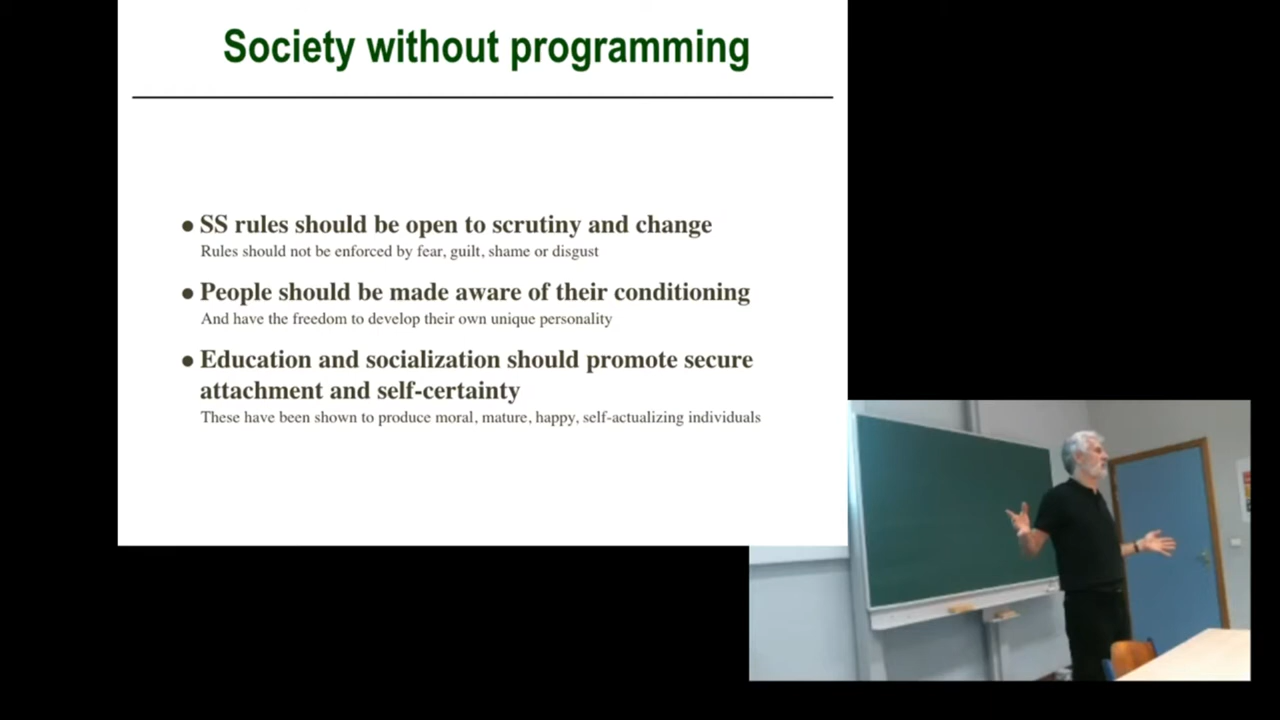 Society without programming
● SS rules should be open to scrutiny and change
Rules should not be enforced by fear, guilt, shame or disgust
● People should be made aware of their conditioning
And have the freedom to develop their own unique personality
● Education and socialization should promote secure
attachment and self-certainty
These have been shown to produce moral, mature, happy, self-actualizing individuals